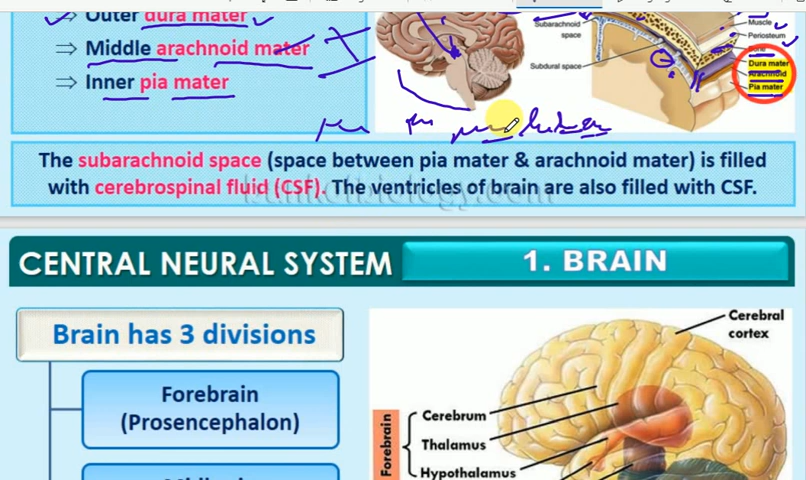 ⇒ Outer dura mater
⇒ Middle arachnoid mater
⇒ Inner pia mater
Subarachnoid
space
Subdural space
Muscle
Periosteum
Dura mater
Arachnoid
Pia mater
The subarachnoid space (space between pia mater & arachnoid mater) is filled
with cerebrospinal fluid (CSF). The ventricles of brain are also filled with CSF.
CENTRAL NEURAL SYSTEM
1. BRAIN
Brain has 3 divisions
Forebrain
(Prosencephalon)
Cerebral
cortex
Forebrain
Cerebrum
Thalamus
Hypothalamus